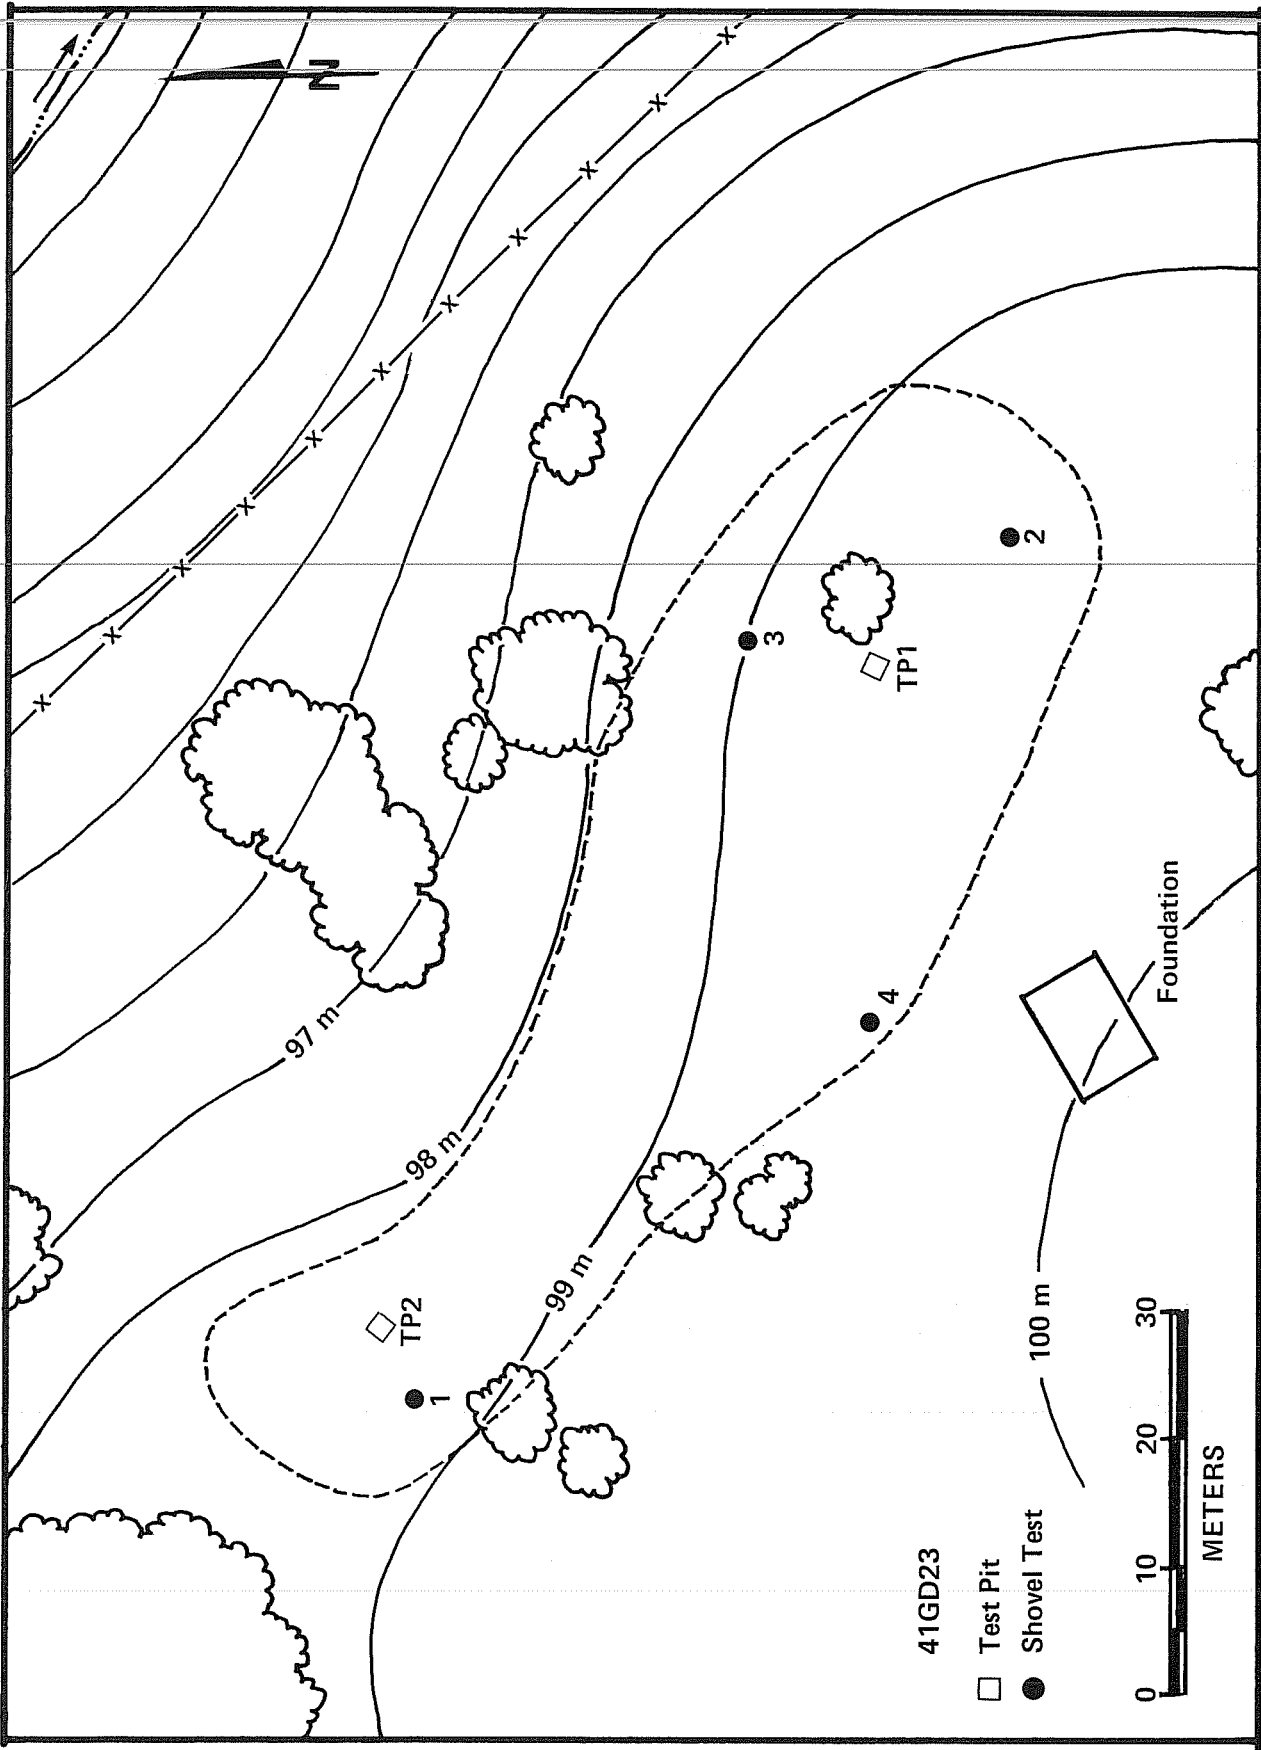 N
97 m
98 m
99 m
100 m
TP2
1
3
TP1
2
4
Foundation
41GD23
Test Pit
Shovel Test
0 10 20 30
METERS
x x x x x x x x x x x